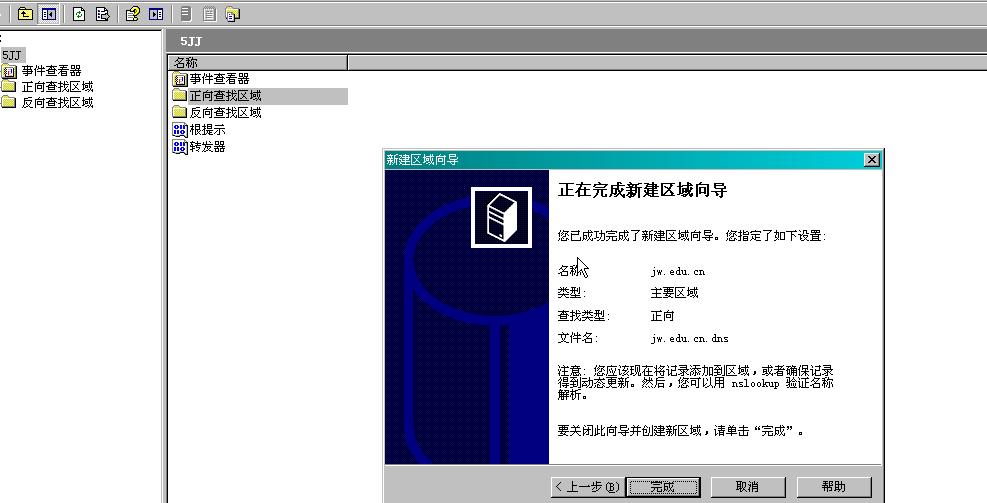 5JJ
事件查看器
正向查找区域
反向查找区域
5JJ
名称
事件查看器
正向查找区域
反向查找区域
根提示
转发器
新建区域向导
正在完成新建区域向导
您已成功完成了新建区域向导。您指定了如下设置:
名称 jw.edu.cn
类型: 主要区域
查找类型: 正向
文件名: jw.edu.cn.dns
注意: 您应该现在将记录添加到区域，或者确保记录
得到动态更新。然后，您可以用 nslookup 验证名称
解析。
要关闭此向导并创建新区域，请单击“完成”。
< 上一步(B) 完成 取消 帮助